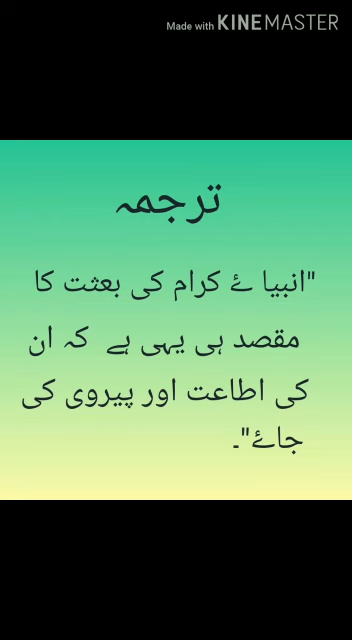 Made with KINEMASTER
ترجمہ
"انبیا ۓ کرام کی بعثت کا
مقصد ہی یہی ہے کہ ان
کی اطاعت اور پیروی کی
جاۓ"۔